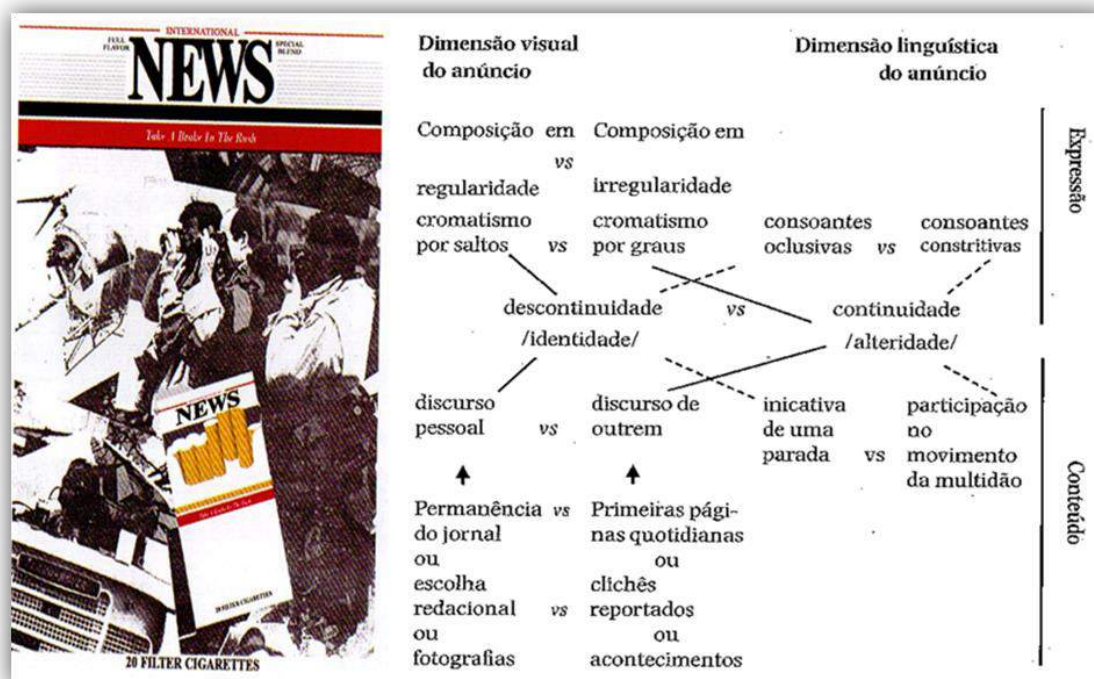 INTERNATIONAL
FULL FLAVOR
SPECIAL BLEND
NEWS
Take A Brake In The Rush
NEWS
20 FILTER CIGARETTES
20 FILTER CIGARETTES
Dimensão visual
do anúncio
Dimensão linguística
do anúncio
Composição em
vs
Composição em
regularidade
irregularidade
cromatismo
por saltos
vs
cromatismo
por graus
consoantes
oclusivas
vs
consoantes
constritivas
descontinuidade
vs
continuidade
/identidade/
/alteridade/
discurso
pessoal
vs
discurso de
outrem
inicativa
de uma
parada
vs
participação
no
movimento
da multidão
Permanência
vs
Primeiras pági-
do jornal
nas quotidianas
ou
ou
escolha
clichês
redacional
vs
reportados
ou
ou
fotografias
acontecimentos
Expressão
Conteúdo